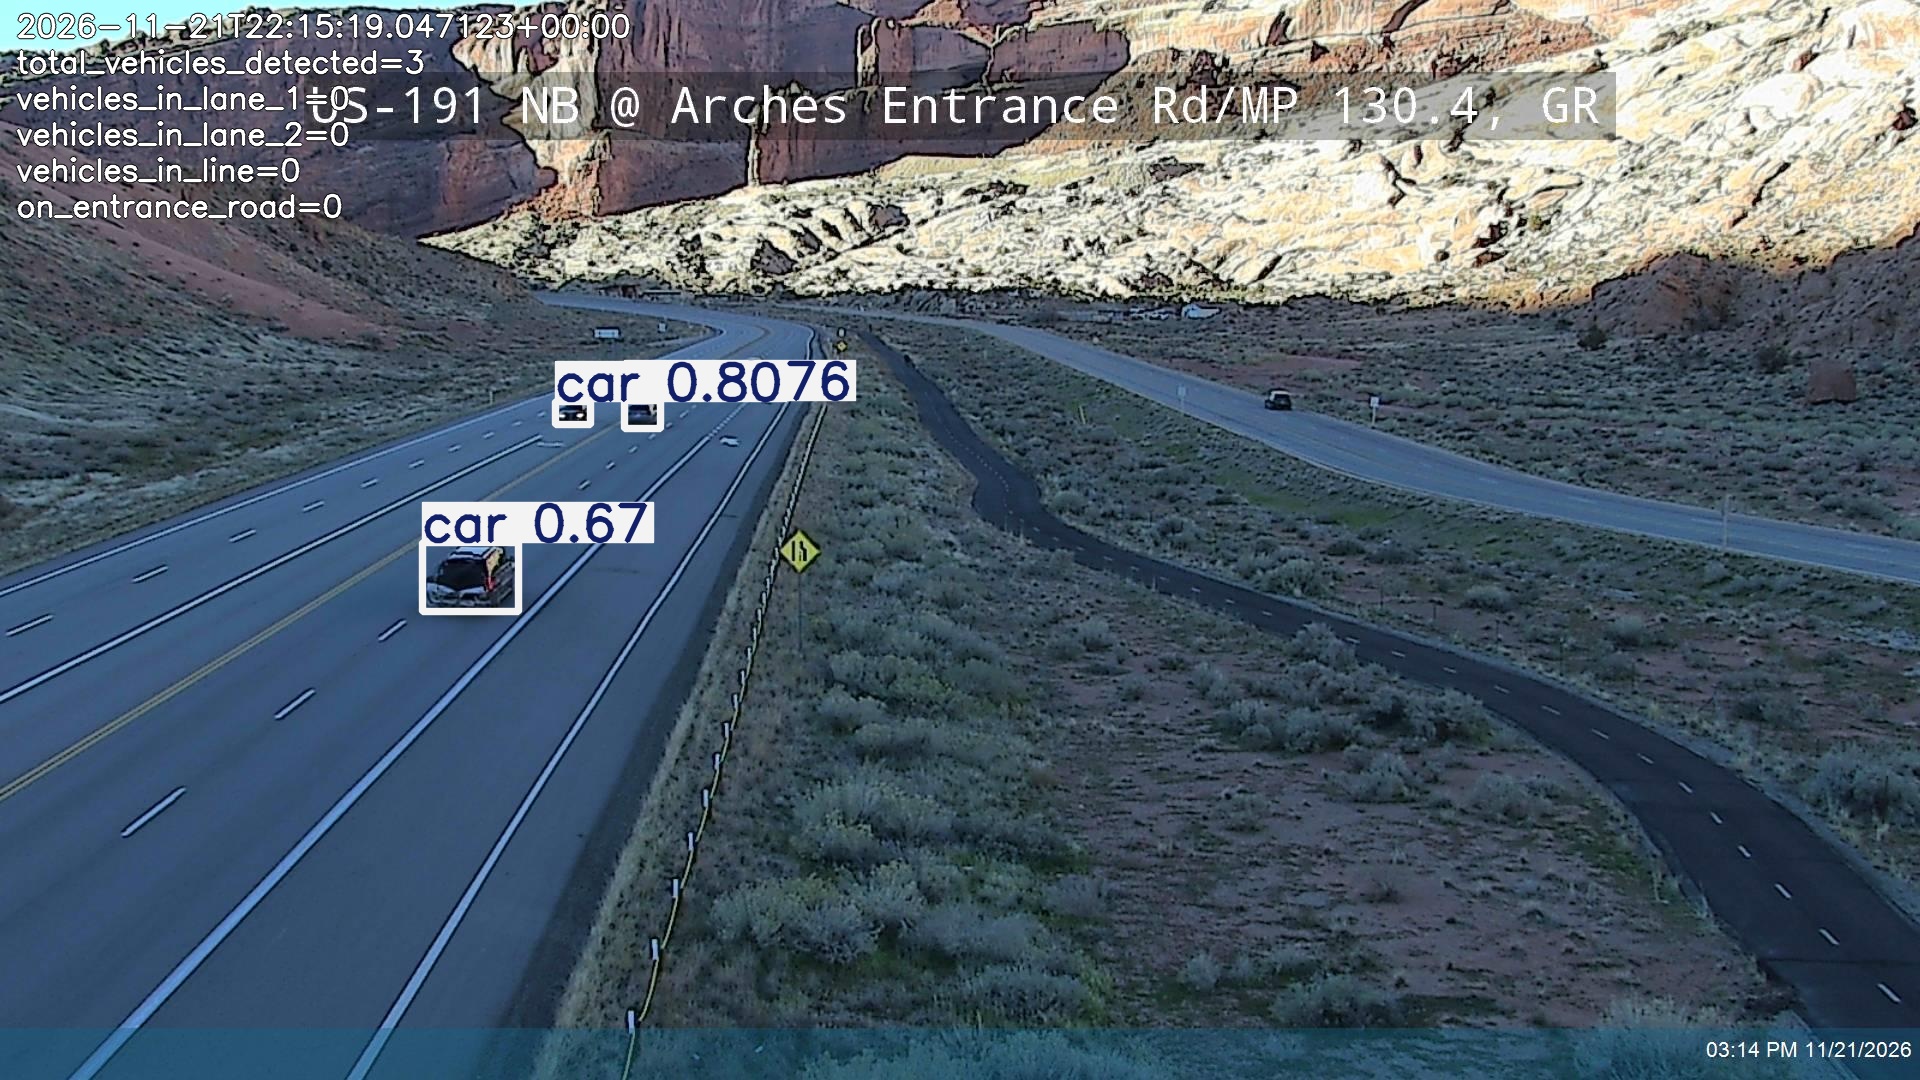 2026-11-21T22:15:19.047123+00:00
total_vehicles_detected=3
vehicles_in_lane_1=0
US-191 NB @ Arches Entrance Rd/MP 130.4, GR
vehicles_in_lane_2=0
vehicles_in_line=0
on_entrance_road=0
car 0.8076
car 0.67
03:14 PM 11/21/2026